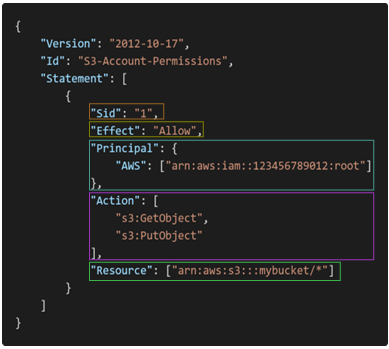 {
    "Version": "2012-10-17",
    "Id": "S3-Account-Permissions",
    "Statement": [
        {
            "Sid": "1",
            "Effect": "Allow",
            "Principal": {
                "AWS": ["arn:aws:iam::123456789012:root"]
            },
            "Action": [
                "s3:GetObject",
                "s3:PutObject"
            ],
            "Resource": ["arn:aws:s3:::mybucket/*"]
        }
    ]
}